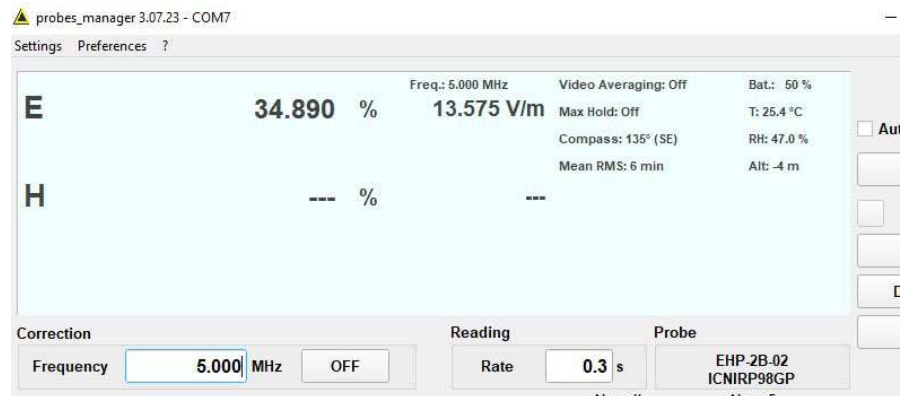 probes_manager 3.07.23 - COM7
Settings Preferences ?
Freq.: 5.000 MHz Video Averaging: Off Bat.: 50 %
E 34.890 % 13.575 V/m Max Hold: Off T: 25.4 °C
Compass: 135° (SE) RH: 47.0 %
Mean RMS: 6 min Alt: -4 m
H --- % ---
Correction Reading Probe
Frequency 5.000 MHz OFF Rate 0.3 s EHP-2B-02
ICNIRP98GP